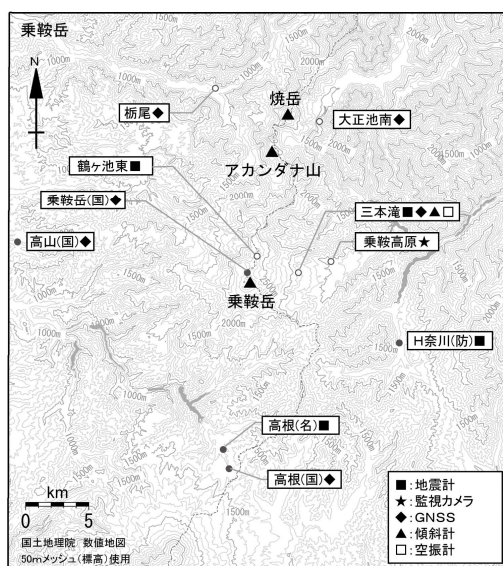 乗鞍岳
N
栃尾◆
焼岳
大正池南◆
アカンダナ山
鶴ヶ池東■
乗鞍岳(国)◆
三本滝■◆▲□
高山(国)◆
乗鞍高原★
乗鞍岳
H奈川(防)■
高根(名)■
高根(国)◆
km
0 5
国土地理院 数値地図
50mメッシュ(標高)使用
■:地震計
★:監視カメラ
◆:GNSS
▲:傾斜計
□:空振計
1000m
1500m
2000m